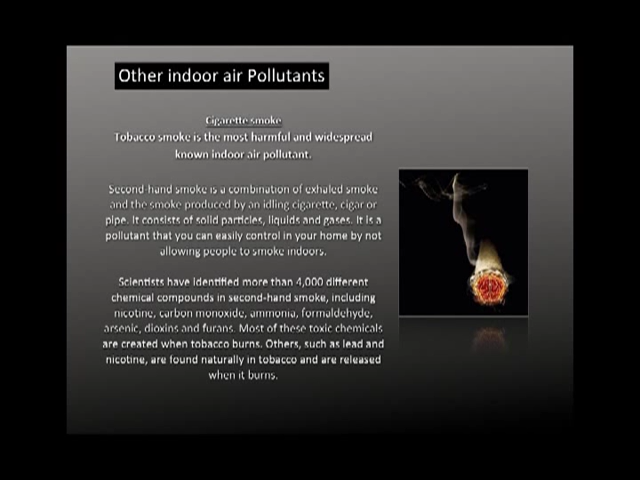 Other indoor air Pollutants
Cigarette smoke
Tobacco smoke is the most harmful and widespread
known indoor air pollutant.
Second-hand smoke is a combination of exhaled smoke
and the smoke produced by an idling cigarette, cigar or
pipe. It consists of solid particles, liquids and gases. It is a
pollutant that you can easily control in your home by not
allowing people to smoke indoors.
Scientists have identified more than 4,000 different
chemical compounds in second-hand smoke, including
nicotine, carbon monoxide, ammonia, formaldehyde,
arsenic, dioxins and furans. Most of these toxic chemicals
are created when tobacco burns. Others, such as lead and
nicotine, are found naturally in tobacco and are released
when it burns.